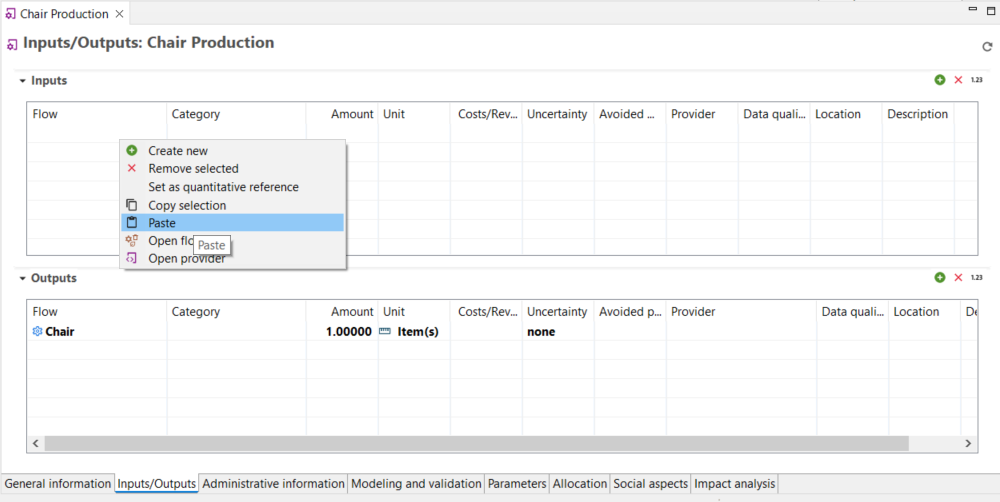 Chair Production
Inputs/Outputs: Chair Production
Inputs
1.23
Flow Category Amount Unit Costs/Rev... Uncertainty Avoided ... Provider Data quali... Location Description
Create new
Remove selected
Set as quantitative reference
Copy selection
Paste
Open flo
Paste
Open provider
Outputs
1.23
Flow Category Amount Unit Costs/Rev... Uncertainty Avoided p... Provider Data quali... Location De
Chair 1.00000 Item(s) none
General information Inputs/Outputs Administrative information Modeling and validation Parameters Allocation Social aspects Impact analysis